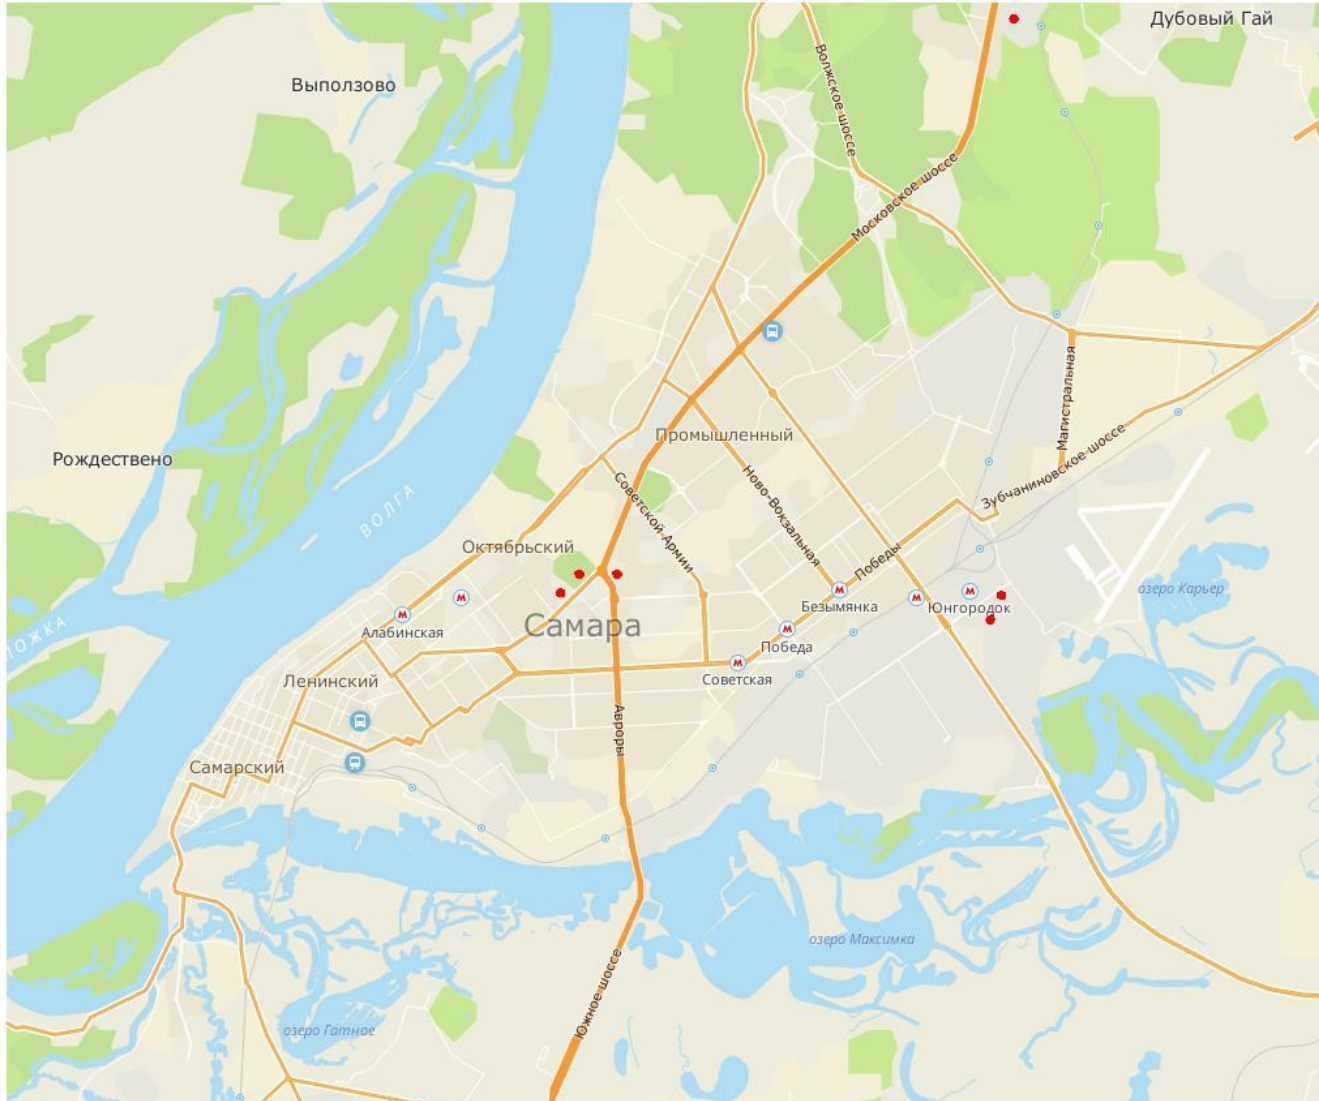 Дубовый Гай
Выползово
Волжское шоссе
Московское шоссе
Магистральная
Промышленный
Рождествено
Зубчаниновское шоссе
Советской Армии
Ново-Вокзальная
ВОЛГА
Октябрьский
Победы
озеро Карьер
Безымянка
Юнгородок
Самара
Алабинская
ЛОЖКА
Победа
Ленинский
Советская
Авроры
Самарский
озеро Максимка
Южное шоссе
озеро Гатное